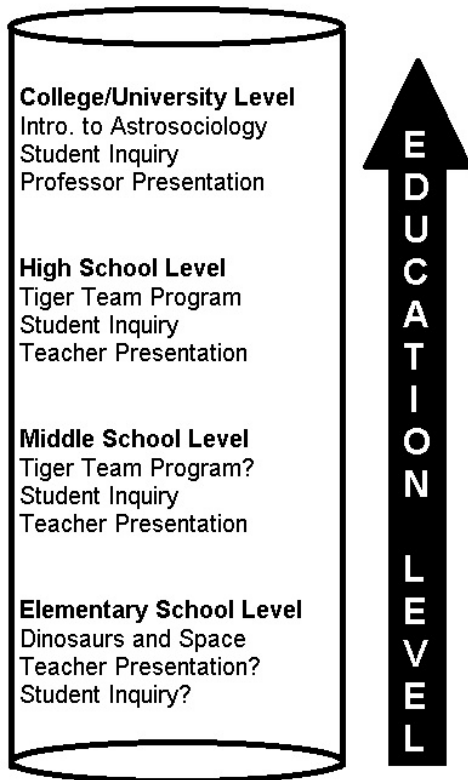 College/University Level
Intro. to Astrosociology
Student Inquiry
Professor Presentation
High School Level
Tiger Team Program
Student Inquiry
Teacher Presentation
Middle School Level
Tiger Team Program?
Student Inquiry
Teacher Presentation
Elementary School Level
Dinosaurs and Space
Teacher Presentation?
Student Inquiry?
EDUCATION LEVEL